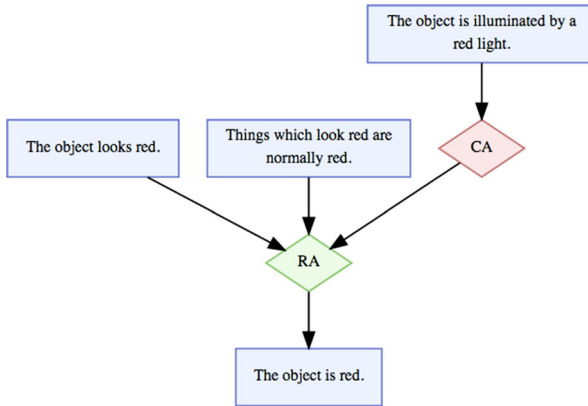 The object is illuminated by a
red light.
The object looks red.
Things which look red are
normally red.
CA
RA
The object is red.